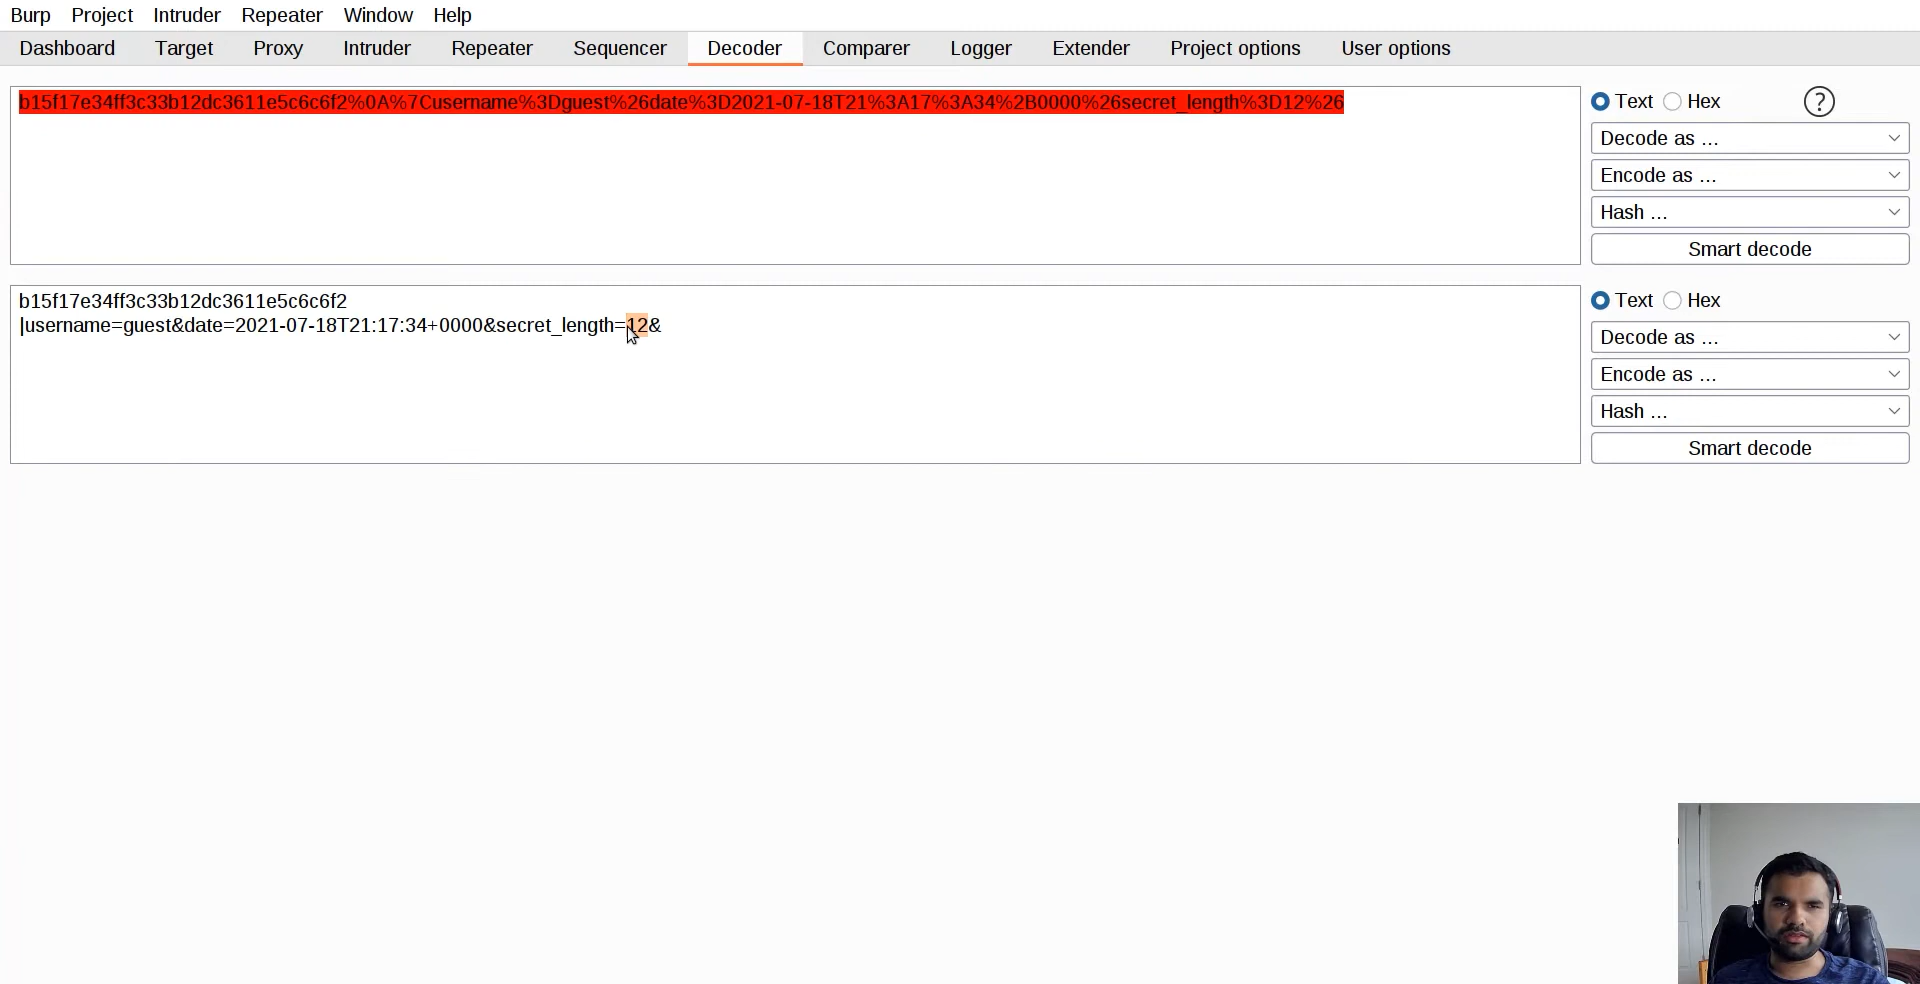 Burp Project Intruder Repeater Window Help
Dashboard Target Proxy Intruder Repeater Sequencer Decoder Comparer Logger Extender Project options User options
b15f17e34ff3c33b12dc3611e5c6c6f2%0A%7Cusername%3Dguest%26date%3D2021-07-18T21%3A17%3A34%2B0000%26secret_length%3D12%26
Text Hex ?
Decode as ...
Encode as ...
Hash ...
Smart decode
b15f17e34ff3c33b12dc3611e5c6c6f2
|username=guest&date=2021-07-18T21:17:34+0000&secret_length=12&
Text Hex
Decode as ...
Encode as ...
Hash ...
Smart decode